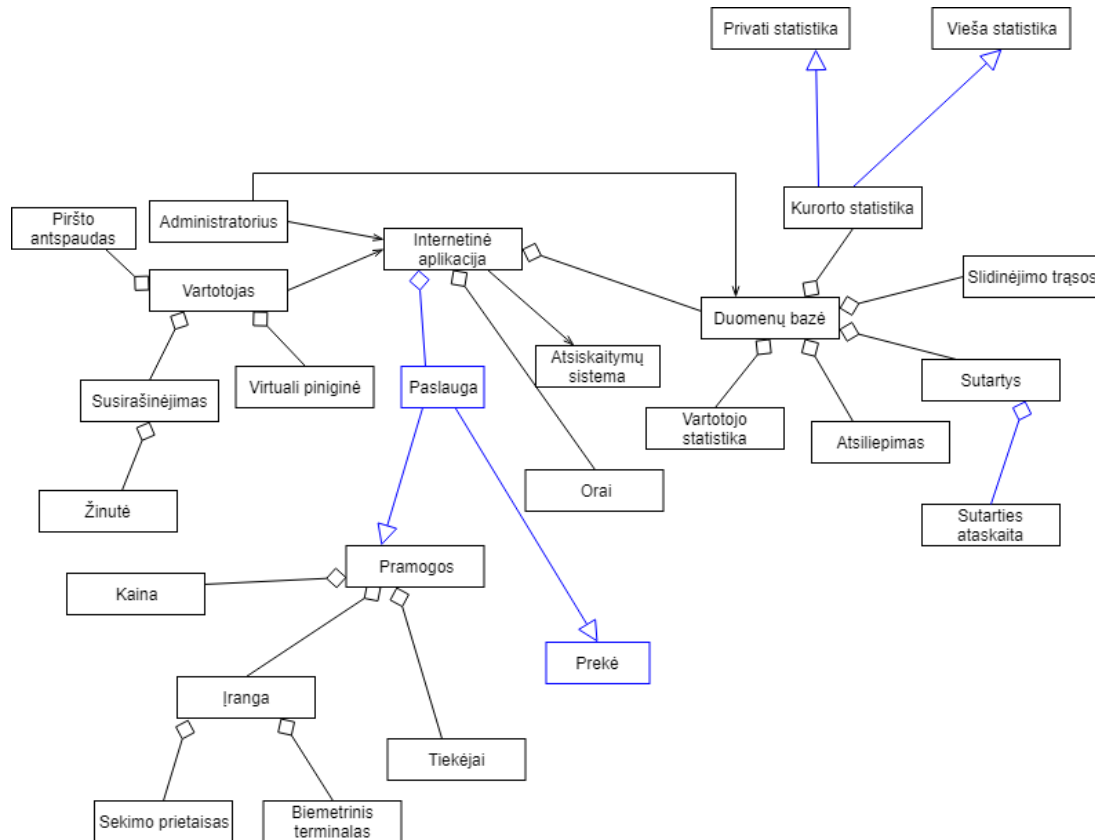 Privati statistika
Vieša statistika
Kurorto statistika
Piršto
antspaudas
Administratorius
Internetinė
aplikacija
Vartotojas
Slidinėjimo trąsos
Duomenų bazė
Atsiskaitymų
sistema
Virtuali piniginė
Paslauga
Susirašinėjimas
Sutartys
Vartotojo
statistika
Atsiliepimas
Orai
Žinutė
Sutarties
ataskaita
Pramogos
Kaina
Prekė
Įranga
Tiekėjai
Sekimo prietaisas
Biemetrinis
terminalas